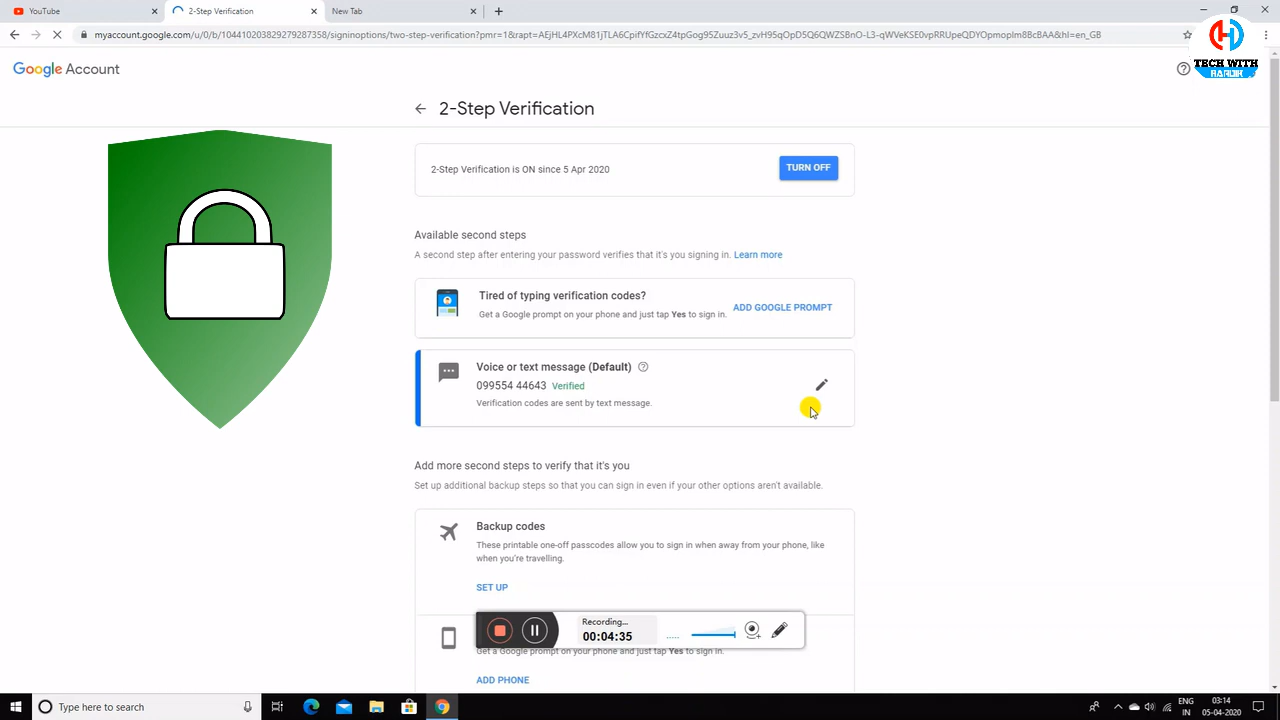 YouTube
2-Step Verification
New Tab
myaccount.google.com/u/0/b/104410203829279287358/signinoptions/two-step-verification?pmr=1&
&hl=en_GB
TECH WITH
HARDIK
Google Account
2-Step Verification
2-Step Verification is ON since 5 Apr 2020
TURN OFF
Available second steps
A second step after entering your password verifies that it's you signing in. Learn more
Tired of typing verification codes?
Get a Google prompt on your phone and just tap Yes to sign in.
ADD GOOGLE PROMPT
Voice or text message (Default)
099554 44643 Verified
Verification codes are sent by text message.
Add more second steps to verify that it's you
Set up additional backup steps so that you can sign in even if your other options aren't available.
Backup codes
These printable one-off passcodes allow you to sign in when away from your phone, like
when you're travelling.
SET UP
Recording...
00:04:35
Get a Google prompt on your phone and just tap Yes to sign in.
ADD PHONE
Type here to search
ENG
IN
03:14
05-04-2020